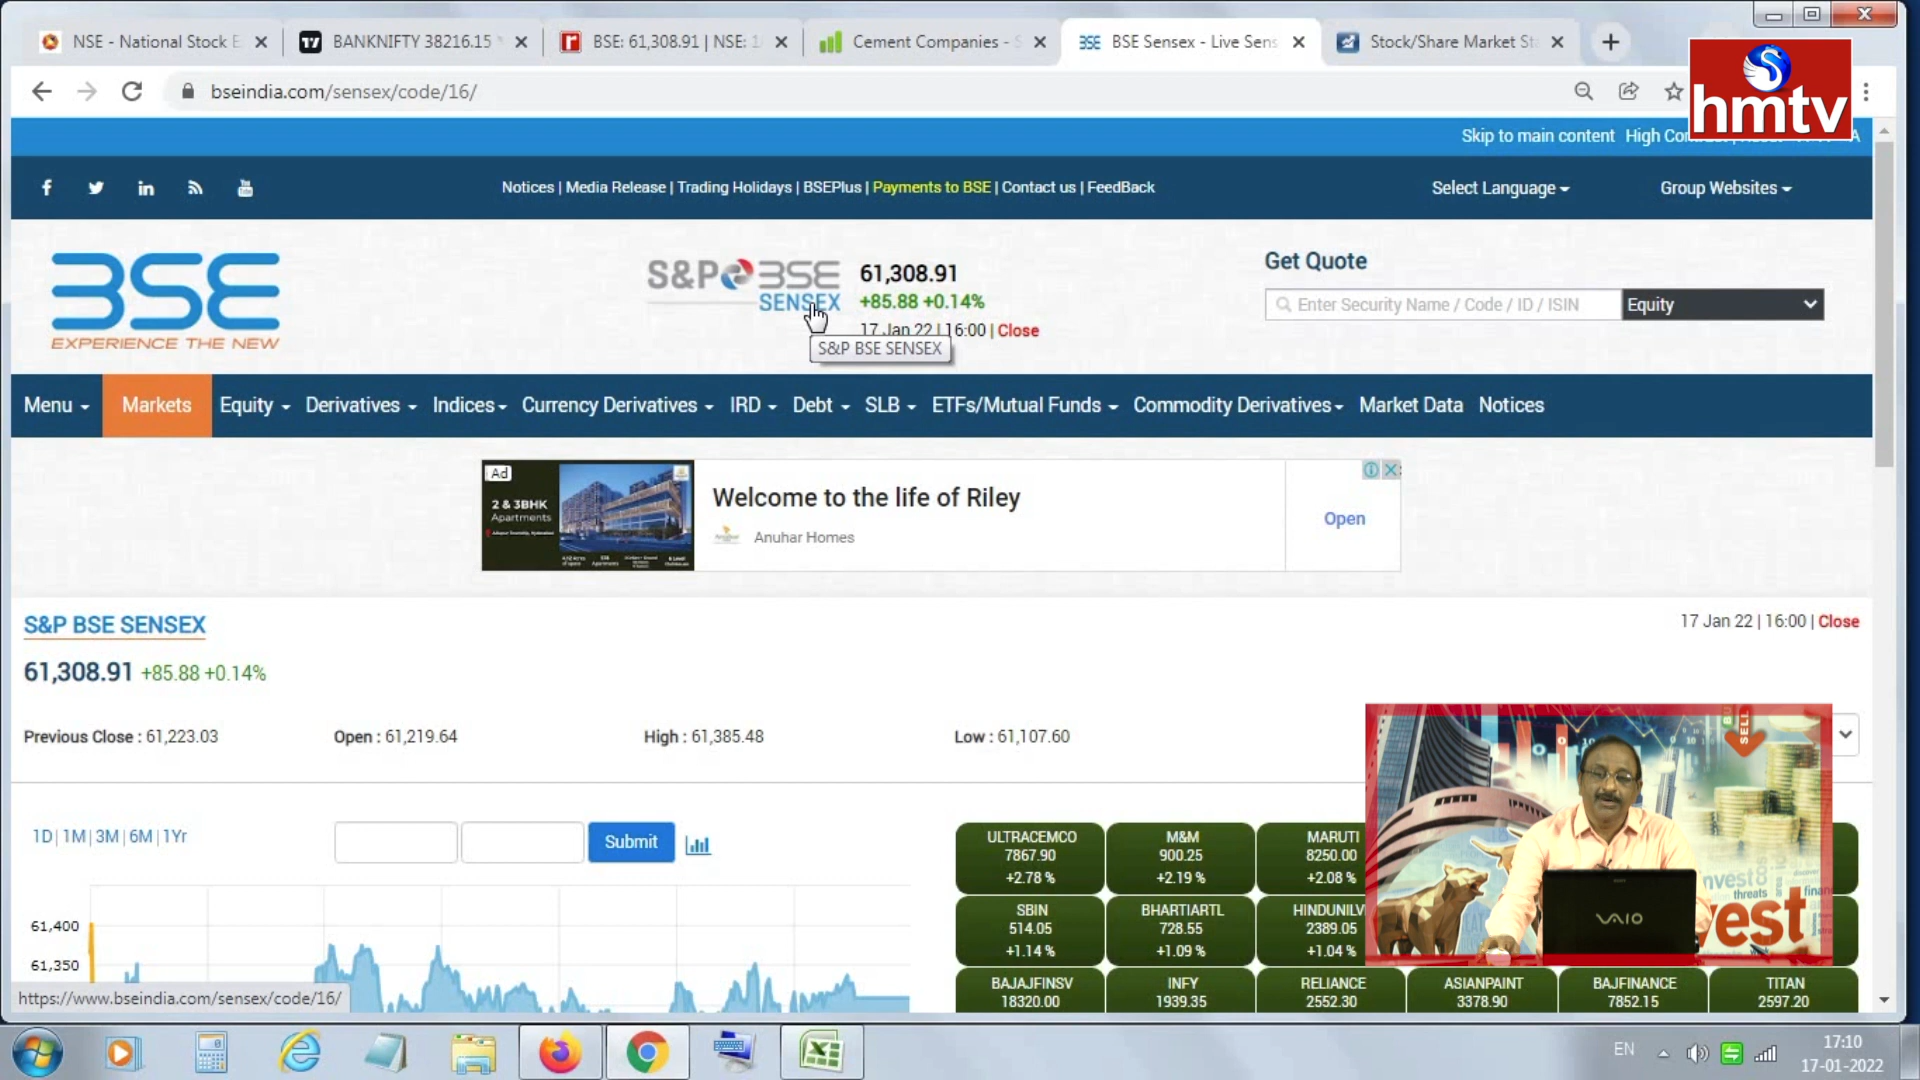 NSE - National Stock E
BANKNIFTY 38216.15
BSE: 61,308.91 | NSE: 1
Cement Companies - S
BSE Sensex - Live Sens
Stock/Share Market St
bseindia.com/sensex/code/16/
hmtv
Skip to main content
Notices | Media Release | Trading Holidays | BSEPlus | Payments to BSE | Contact us | FeedBack
Select Language
Group Websites
BSE
EXPERIENCE THE NEW
S&P BSE
SENSEX
61,308.91
+85.88 +0.14%
17 Jan 22 | 16:00 | Close
S&P BSE SENSEX
Get Quote
Enter Security Name / Code / ID / ISIN
Equity
Menu Markets Equity Derivatives Indices Currency Derivatives IRD Debt SLB ETFs/Mutual Funds Commodity Derivatives Market Data Notices
Ad
2 & 3BHK
Apartments
Welcome to the life of Riley
Anuhar Homes
Open
S&P BSE SENSEX
17 Jan 22 | 16:00 | Close
61,308.91 +85.88 +0.14%
Previous Close : 61,223.03
Open : 61,219.64
High : 61,385.48
Low : 61,107.60
SELL
1D| 1M| 3M| 6M| 1Yr
Submit
ULTRACEMCO
7867.90
+2.78 %
M&M
900.25
+2.19 %
MARUTI
8250.00
+2.08 %
SBIN
514.05
+1.14 %
BHARTIARTL
728.55
+1.09 %
HINDUNILV
2389.05
+1.04 %
BAJAJFINSV
18320.00
INFY
1939.35
RELIANCE
2552.30
ASIANPAINT
3378.90
BAJFINANCE
7852.15
TITAN
2597.20
VAIO
threats
61,400
61,350
https://www.bseindia.com/sensex/code/16/
EN
17:10
17-01-2022